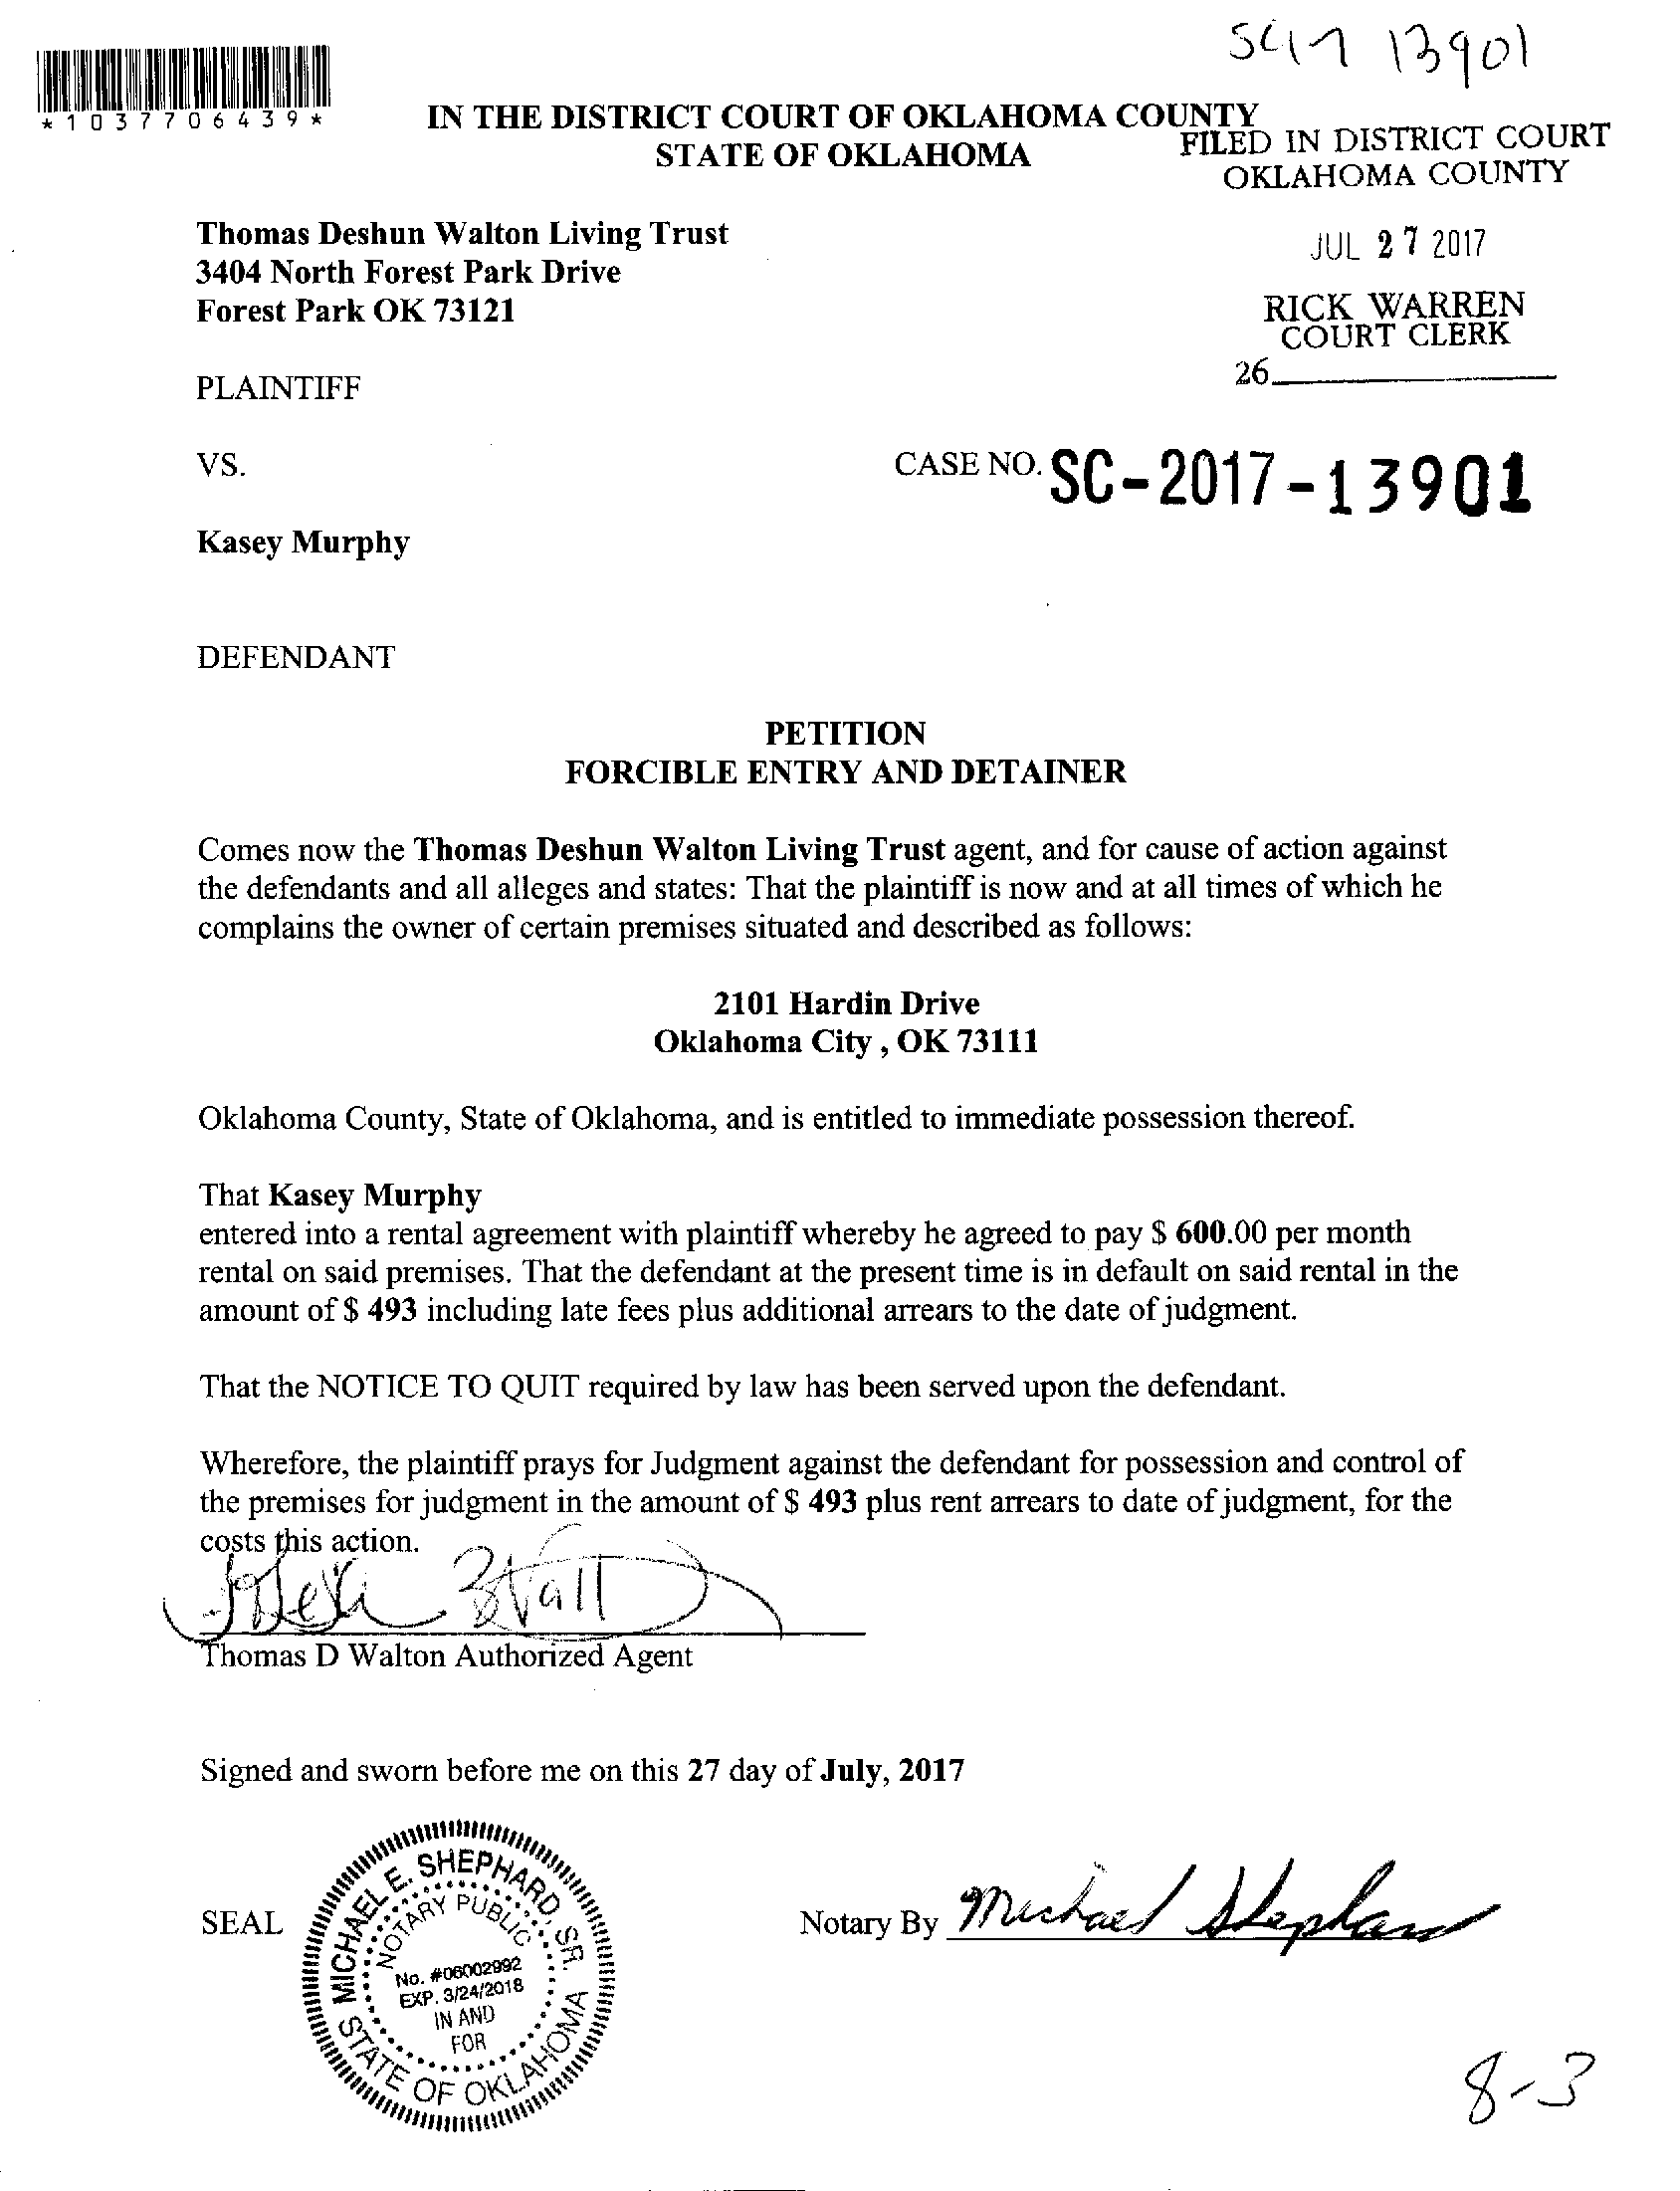 SC17 13901
*1037706439*
IN THE DISTRICT COURT OF OKLAHOMA COUNTY
STATE OF OKLAHOMA
FILED IN DISTRICT COURT
OKLAHOMA COUNTY
JUL 27 2017
RICK WARREN
COURT CLERK
26
Thomas Deshun Walton Living Trust
3404 North Forest Park Drive
Forest Park OK 73121
PLAINTIFF
VS.
CASE NO. SC-2017-13901
Kasey Murphy
DEFENDANT
PETITION
FORCIBLE ENTRY AND DETAINER
Comes now the Thomas Deshun Walton Living Trust agent, and for cause of action against
the defendants and all alleges and states: That the plaintiff is now and at all times of which he
complains the owner of certain premises situated and described as follows:
2101 Hardin Drive
Oklahoma City , OK 73111
Oklahoma County, State of Oklahoma, and is entitled to immediate possession thereof.
That Kasey Murphy
entered into a rental agreement with plaintiff whereby he agreed to pay $ 600.00 per month
rental on said premises. That the defendant at the present time is in default on said rental in the
amount of $ 493 including late fees plus additional arrears to the date of judgment.
That the NOTICE TO QUIT required by law has been served upon the defendant.
Wherefore, the plaintiff prays for Judgment against the defendant for possession and control of
the premises for judgment in the amount of $ 493 plus rent arrears to date of judgment, for the
costs this action.
Thomas D Walton Authorized Agent
Signed and sworn before me on this 27 day of July, 2017
SEAL
MICHAEL E. SHEPHARD, SR.
NOTARY PUBLIC
No. #06002992
EXP. 3/24/2018
IN AND
FOR
STATE OF OKLAHOMA
Notary By Michael Shephard
8-3